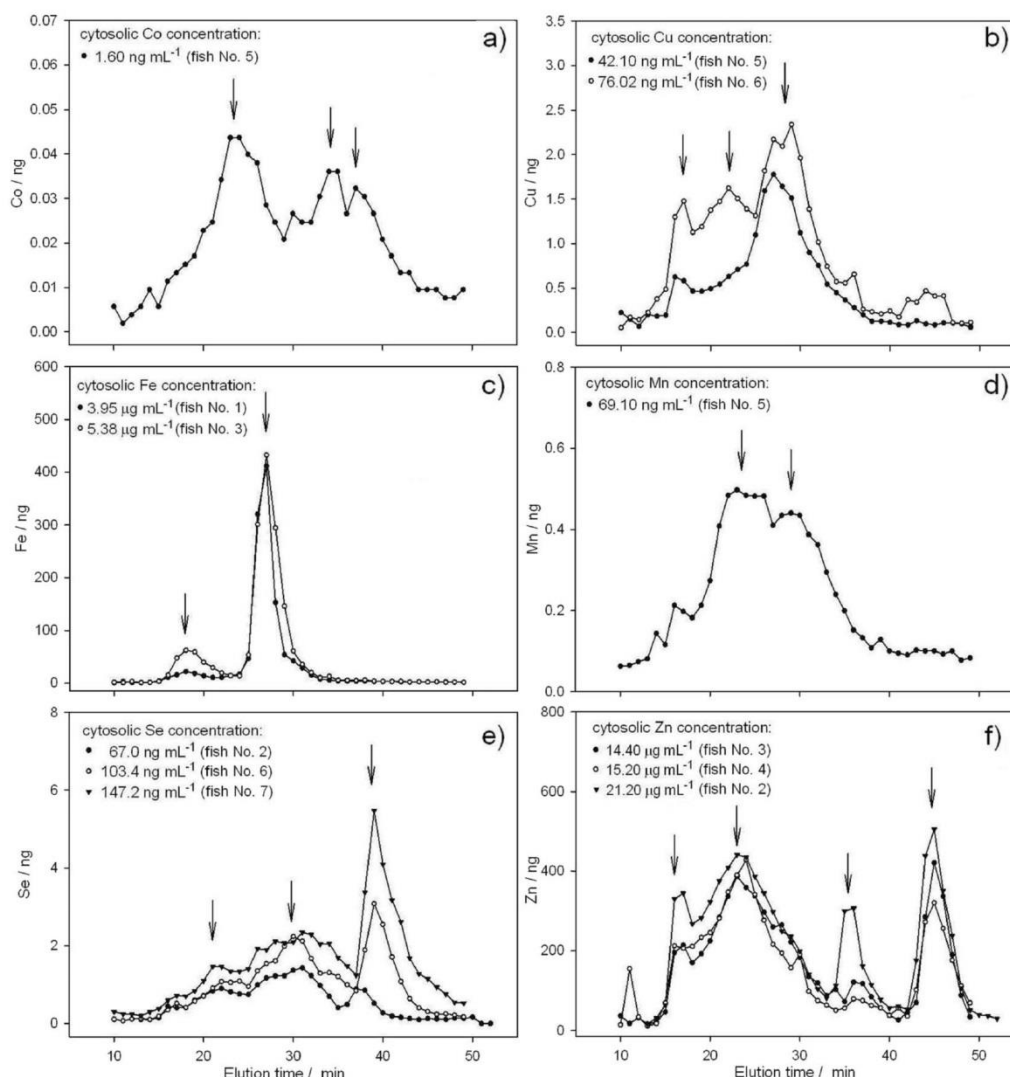 cytosolic Co concentration:
1.60 ng mL-1 (fish No. 5)
a)
0.07
0.06
0.05
0.04
0.03
0.02
0.01
0.00
Co / ng
cytosolic Cu concentration:
42.10 ng mL-1 (fish No. 5)
76.02 ng mL-1 (fish No. 6)
b)
3.5
3.0
2.5
2.0
1.5
1.0
0.5
0.0
Cu / ng
cytosolic Fe concentration:
3.95 µg mL-1 (fish No. 1)
5.38 µg mL-1 (fish No. 3)
c)
600
500
400
300
200
100
0
Fe / ng
cytosolic Mn concentration:
69.10 ng mL-1 (fish No. 5)
d)
0.8
0.6
0.4
0.2
0.0
Mn / ng
cytosolic Se concentration:
67.0 ng mL-1 (fish No. 2)
103.4 ng mL-1 (fish No. 6)
147.2 ng mL-1 (fish No. 7)
e)
8
6
4
2
0
Se / ng
10 20 30 40 50
Elution time / min
cytosolic Zn concentration:
14.40 µg mL-1 (fish No. 3)
15.20 µg mL-1 (fish No. 4)
21.20 µg mL-1 (fish No. 2)
f)
800
600
400
200
0
Zn / ng
10 20 30 40 50
Elution time / min